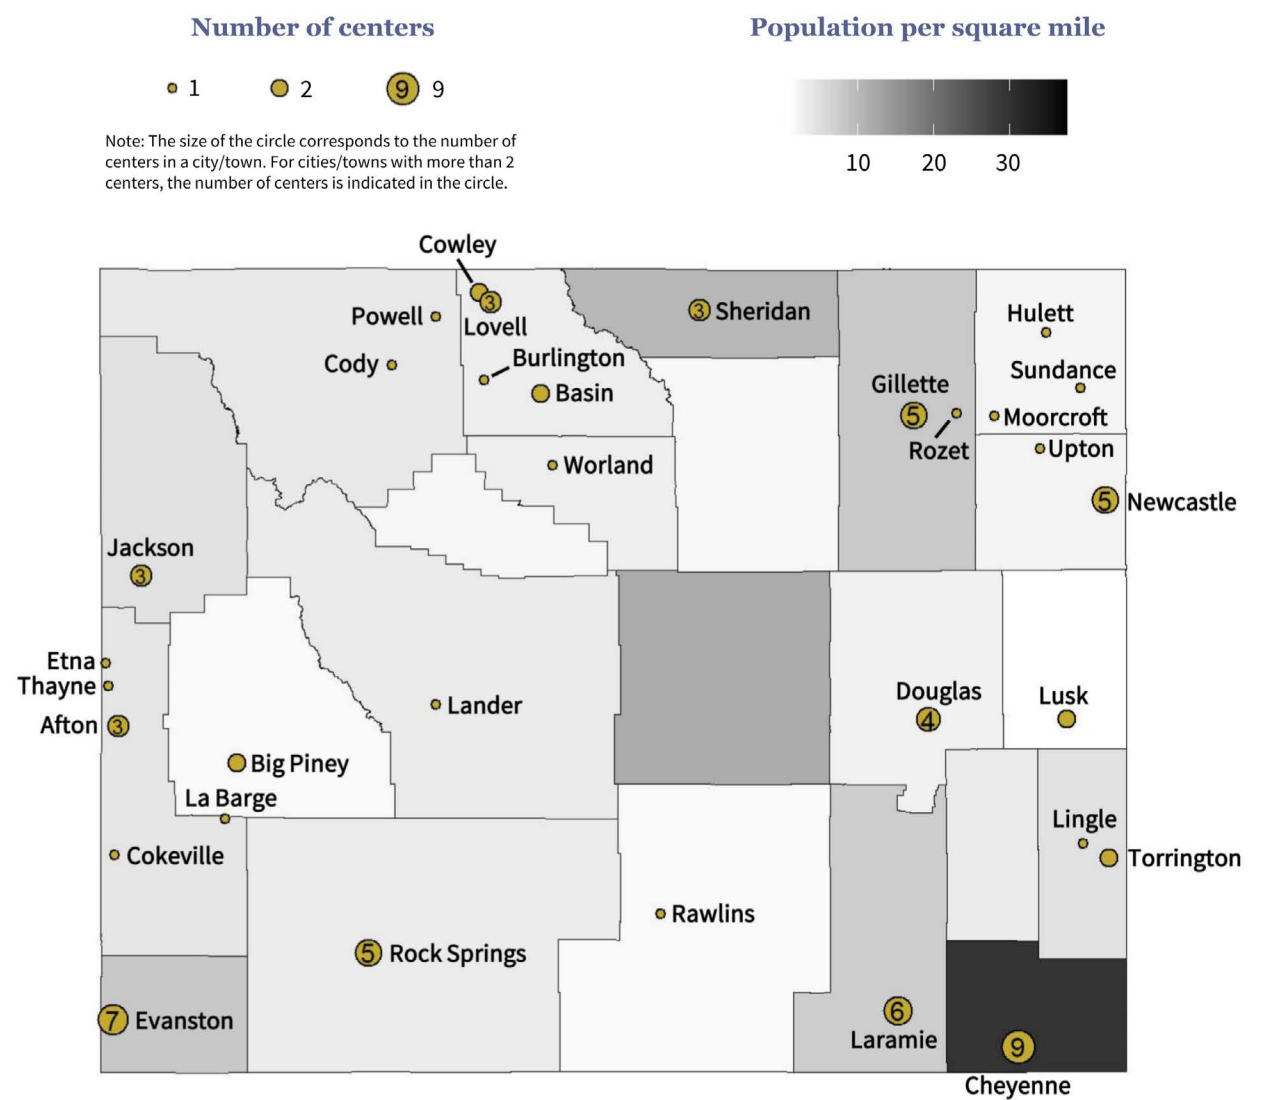 Number of centers
Population per square mile
1
2
9
9
10
20
30
Note: The size of the circle corresponds to the number of
centers in a city/town. For cities/towns with more than 2
centers, the number of centers is indicated in the circle.
Cowley
Powell
3
Lovell
3
Sheridan
Hulett
Cody
Burlington
Basin
Gillette
5
Rozet
Sundance
Moorcroft
Upton
Worland
5
Newcastle
Jackson
3
Etna
Thayne
Afton
3
Lander
Douglas
4
Lusk
Big Piney
La Barge
Cokeville
Lingle
Torrington
Rawlins
5
Rock Springs
7
Evanston
6
Laramie
9
Cheyenne